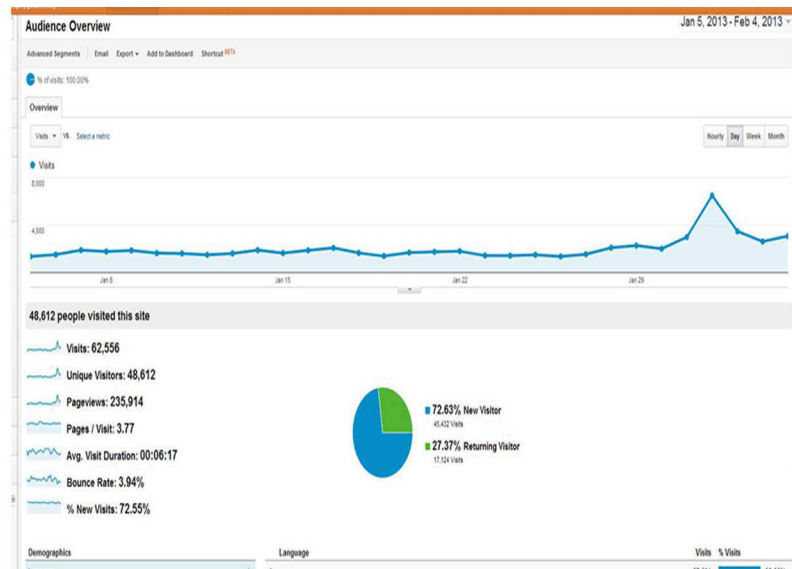 Audience Overview
Jan 5, 2013 - Feb 4, 2013
Advanced Segments Email Export Add to Dashboard Shortcut BETA
% of visits: 100.00%
Overview
Visits VS. Select a metric
Hourly Day Week Month
Visits
8,000
4,000
Jan 8 Jan 15 Jan 22 Jan 29
48,612 people visited this site
Visits: 62,556
Unique Visitors: 48,612
Pageviews: 235,914
Pages / Visit: 3.77
Avg. Visit Duration: 00:06:17
Bounce Rate: 3.94%
% New Visits: 72.55%
72.63% New Visitor
45,432 Visits
27.37% Returning Visitor
17,124 Visits
Demographics
Language Visits % Visits